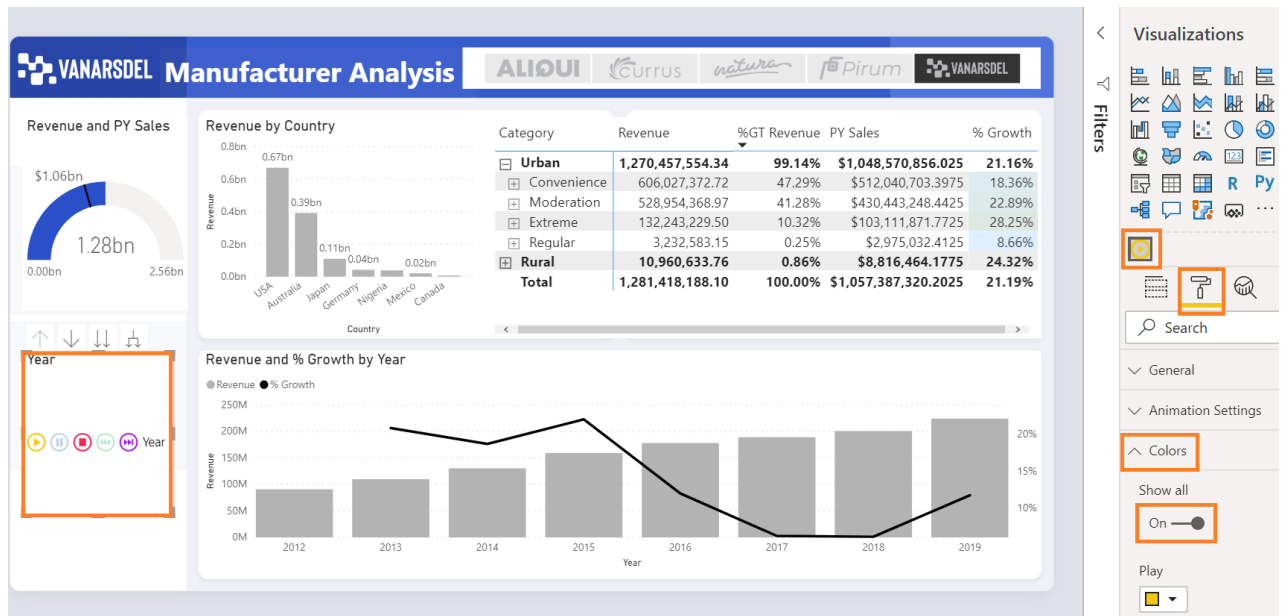 VANARSDEL Manufacturer Analysis
ALIQUI
Currus
natura
Pirum
VANARSDEL
Revenue and PY Sales
$1.06bn
1.28bn
0.00bn
2.56bn
Revenue by Country
0.8bn
0.6bn
0.4bn
0.2bn
0.0bn
Revenue
0.67bn
0.39bn
0.11bn
0.04bn
0.02bn
USA
Australia
Japan
Germany
Nigeria
Mexico
Canada
Country
Category Revenue %GT Revenue PY Sales % Growth
Urban 1,270,457,554.34 99.14% $1,048,570,856.025 21.16%
Convenience 606,027,372.72 47.29% $512,040,703.3975 18.36%
Moderation 528,954,368.97 41.28% $430,443,248.4425 22.89%
Extreme 132,243,229.50 10.32% $103,111,871.7725 28.25%
Regular 3,232,583.15 0.25% $2,975,032.4125 8.66%
Rural 10,960,633.76 0.86% $8,816,464.1775 24.32%
Total 1,281,418,188.10 100.00% $1,057,387,320.2025 21.19%
Year
Year
Revenue and % Growth by Year
Revenue % Growth
250M
200M
150M
100M
50M
0M
Revenue
20%
15%
10%
2012 2013 2014 2015 2016 2017 2018 2019
Year
Filters
Visualizations
123
R Py
Search
General
Animation Settings
Colors
Show all
On
Play